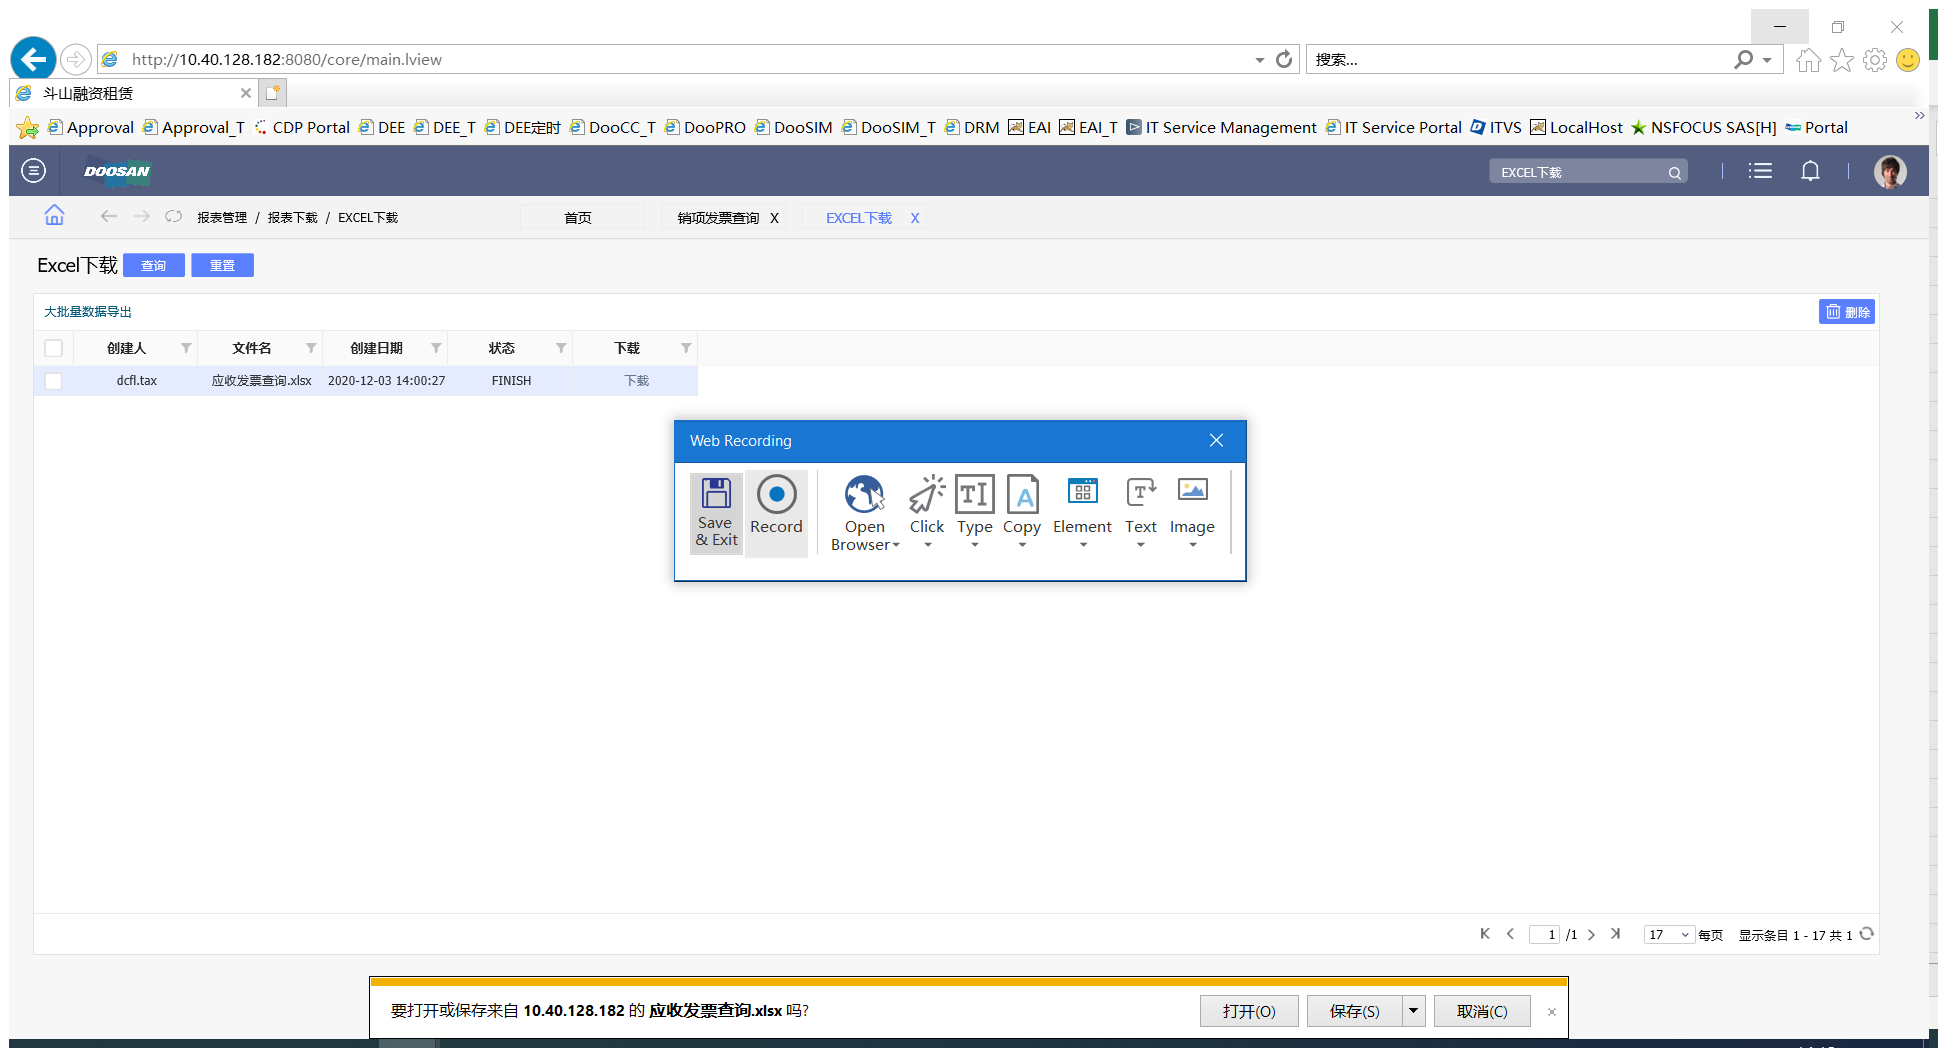 http://10.40.128.182:8080/core/main.lview
搜索...
斗山融资租赁
Approval Approval_T CDP Portal DEE DEE_T DEE定时 DooCC_T DooPRO DooSIM DooSIM_T DRM EAI EAI_T IT Service Management IT Service Portal ITVS LocalHost NSFOCUS SAS[H] Portal
DOOSAN
EXCEL下载
报表管理 / 报表下载 / EXCEL下载
首页
销项发票查询 X
EXCEL下载 X
Excel下载 查询 重置
大批量数据导出
删除
创建人 文件名 创建日期 状态 下载
dcfl.tax 应收发票查询.xlsx 2020-12-03 14:00:27 FINISH 下载
Web Recording
Save & Exit
Record
Open Browser
Click
Type
Copy
Element
Text
Image
1 /1 17 每页 显示条目 1 - 17 共 1
要打开或保存来自 10.40.128.182 的 应收发票查询.xlsx 吗?
打开(O) 保存(S) 取消(C)